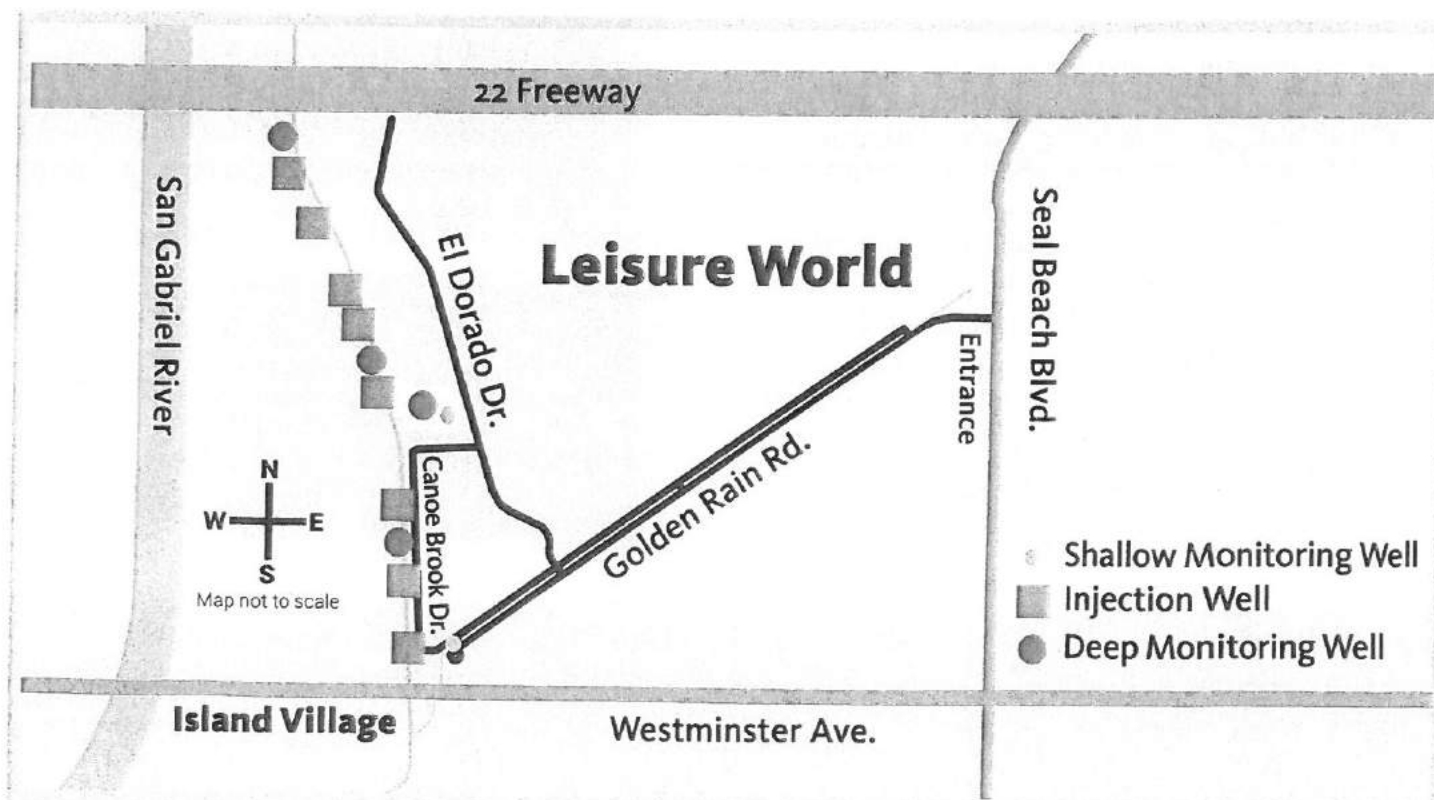 22 Freeway
San Gabriel River
El Dorado Dr.
Leisure World
Seal Beach Blvd.
Entrance
Golden Rain Rd.
Canoe Brook Dr.
N
W E
S
Map not to scale
Shallow Monitoring Well
Injection Well
Deep Monitoring Well
Island Village
Westminster Ave.